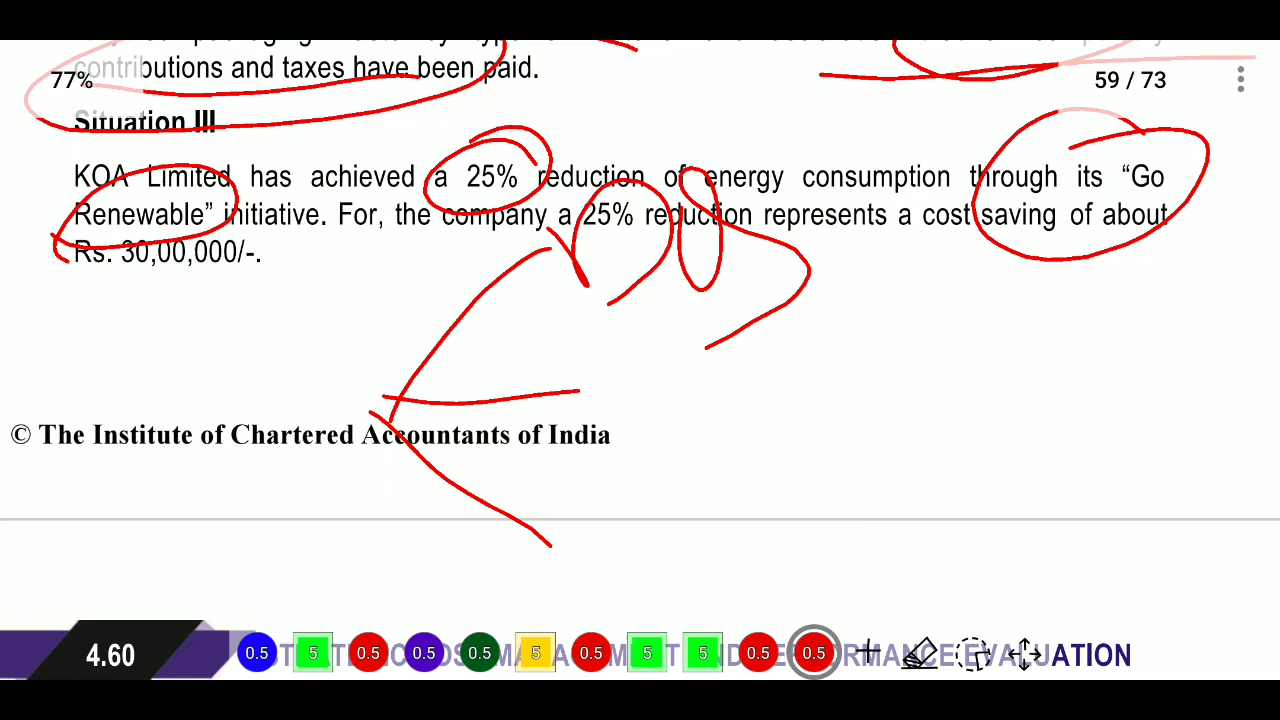 contributions and taxes have been paid.
77%
59 / 73
Situation III
KOA Limited has achieved a 25% reduction of energy consumption through its “Go
Renewable” initiative. For, the company a 25% reduction represents a cost saving of about
Rs. 30,00,000/-.
© The Institute of Chartered Accountants of India
4.60
0.5 5 0.5 0.5 0.5 5 0.5 5 5 0.5 0.5